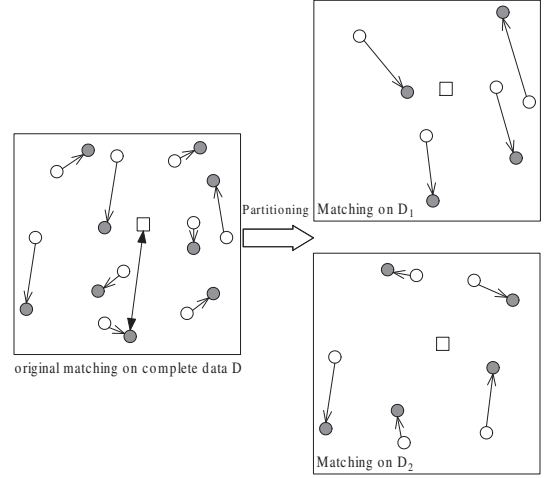 Partitioning
Matching on D1
original matching on complete data D
Matching on D2